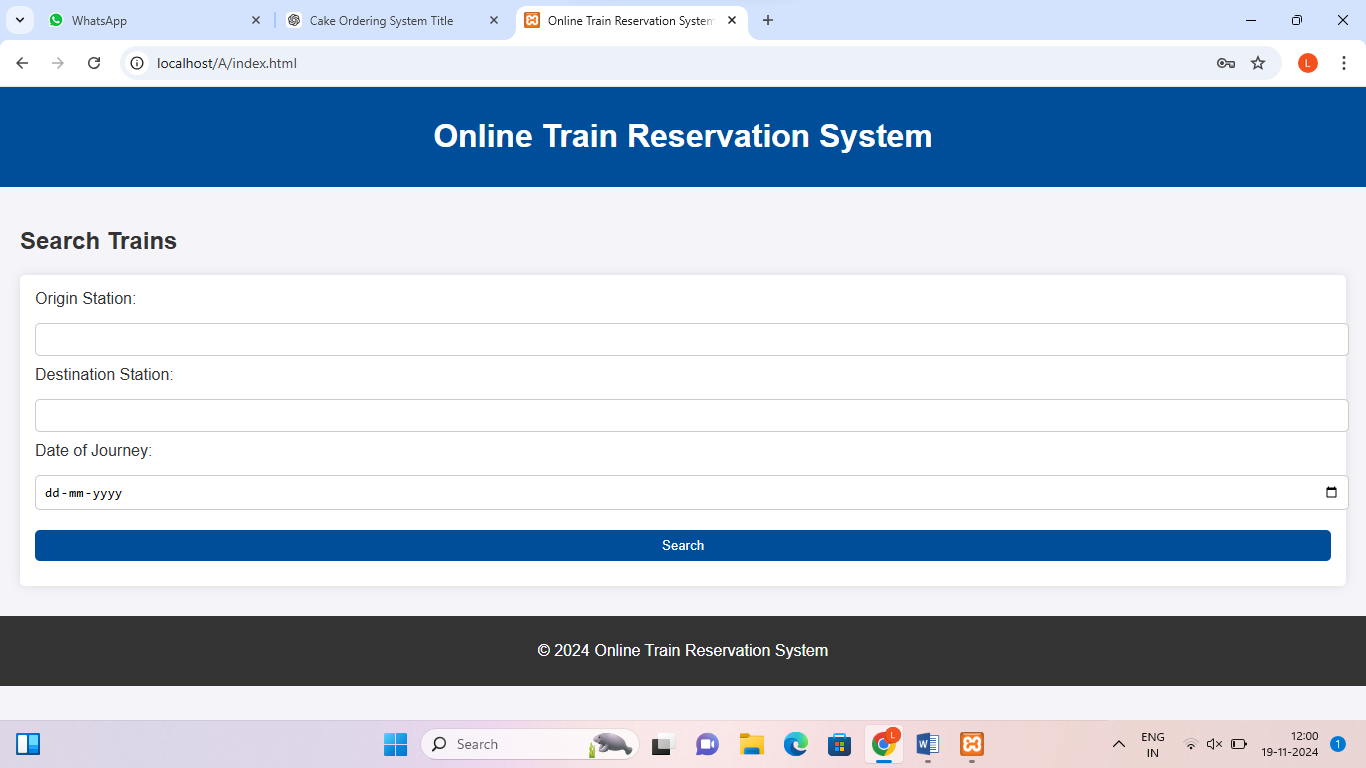 WhatsApp
Cake Ordering System Title
Online Train Reservation System
localhost/A/index.html
L
Online Train Reservation System
Search Trains
Origin Station:
Destination Station:
Date of Journey:
dd-mm-yyyy
Search
© 2024 Online Train Reservation System
Search
L
ENG
IN
12:00
19-11-2024
1